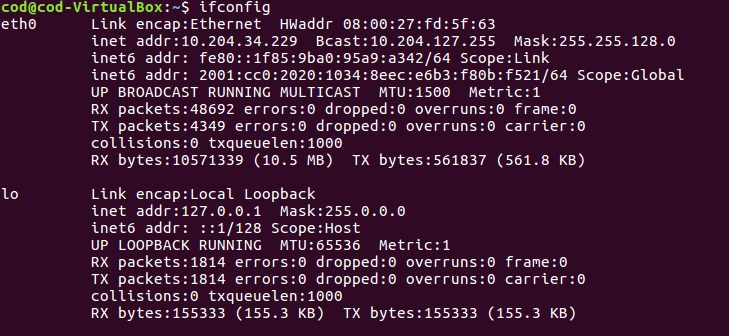 cod@cod-VirtualBox:~$ ifconfig
eth0      Link encap:Ethernet  HWaddr 08:00:27:fd:5f:63
          inet addr:10.204.34.229  Bcast:10.204.127.255  Mask:255.255.128.0
          inet6 addr: fe80::1f85:9ba0:95a9:a342/64 Scope:Link
          inet6 addr: 2001:cc0:2020:1034:8eec:e6b3:f80b:f521/64 Scope:Global
          UP BROADCAST RUNNING MULTICAST  MTU:1500  Metric:1
          RX packets:48692 errors:0 dropped:0 overruns:0 frame:0
          TX packets:4349 errors:0 dropped:0 overruns:0 carrier:0
          collisions:0 txqueuelen:1000
          RX bytes:10571339 (10.5 MB)  TX bytes:561837 (561.8 KB)

lo        Link encap:Local Loopback
          inet addr:127.0.0.1  Mask:255.0.0.0
          inet6 addr: ::1/128 Scope:Host
          UP LOOPBACK RUNNING  MTU:65536  Metric:1
          RX packets:1814 errors:0 dropped:0 overruns:0 frame:0
          TX packets:1814 errors:0 dropped:0 overruns:0 carrier:0
          collisions:0 txqueuelen:1000
          RX bytes:155333 (155.3 KB)  TX bytes:155333 (155.3 KB)